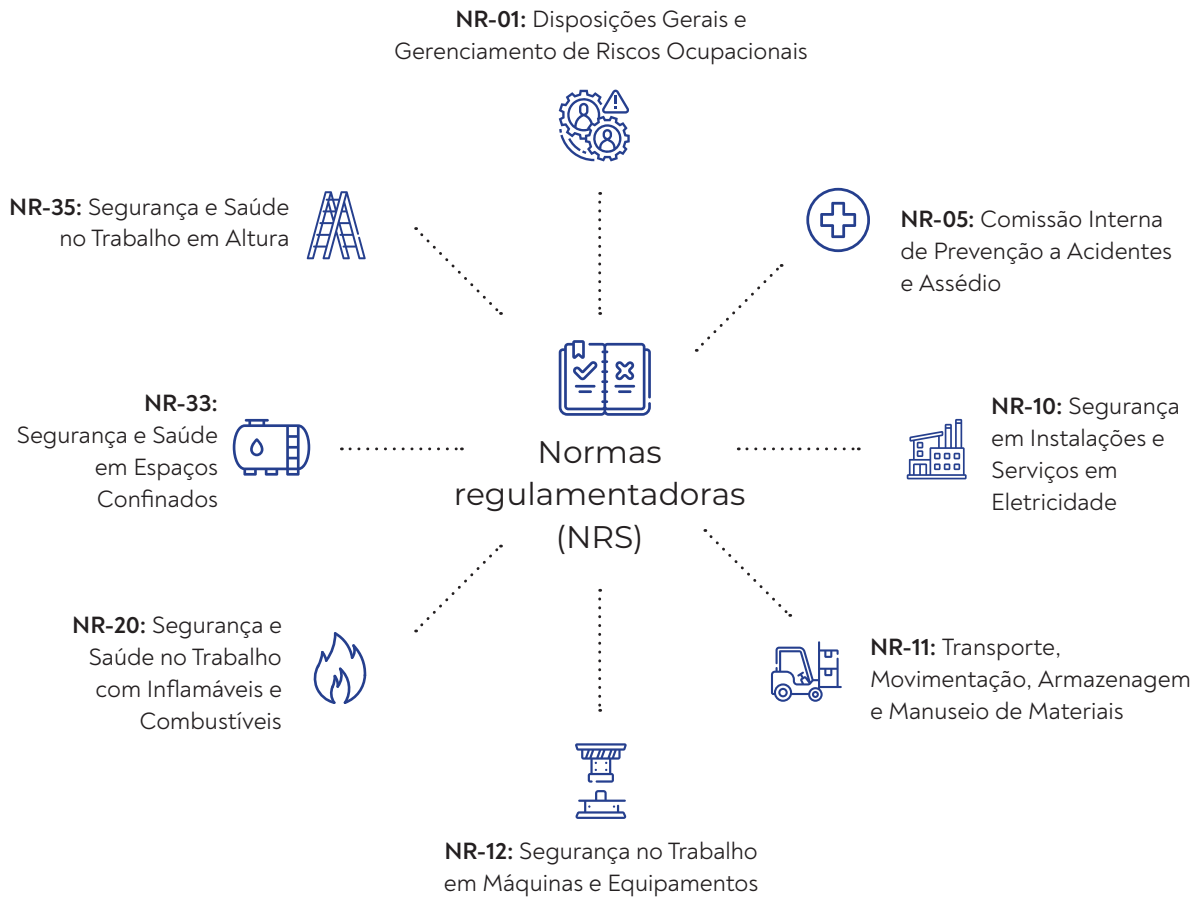 NR-01: Disposições Gerais e
Gerenciamento de Riscos Ocupacionais
NR-35: Segurança e Saúde
no Trabalho em Altura
NR-05: Comissão Interna
de Prevenção a Acidentes
e Assédio
NR-33:
Segurança e Saúde
em Espaços
Confinados
Normas
regulamentadoras
(NRS)
NR-10: Segurança
em Instalações e
Serviços em
Eletricidade
NR-20: Segurança e
Saúde no Trabalho
com Inflamáveis e
Combustíveis
NR-11: Transporte,
Movimentação, Armazenagem
e Manuseio de Materiais
NR-12: Segurança no Trabalho
em Máquinas e Equipamentos